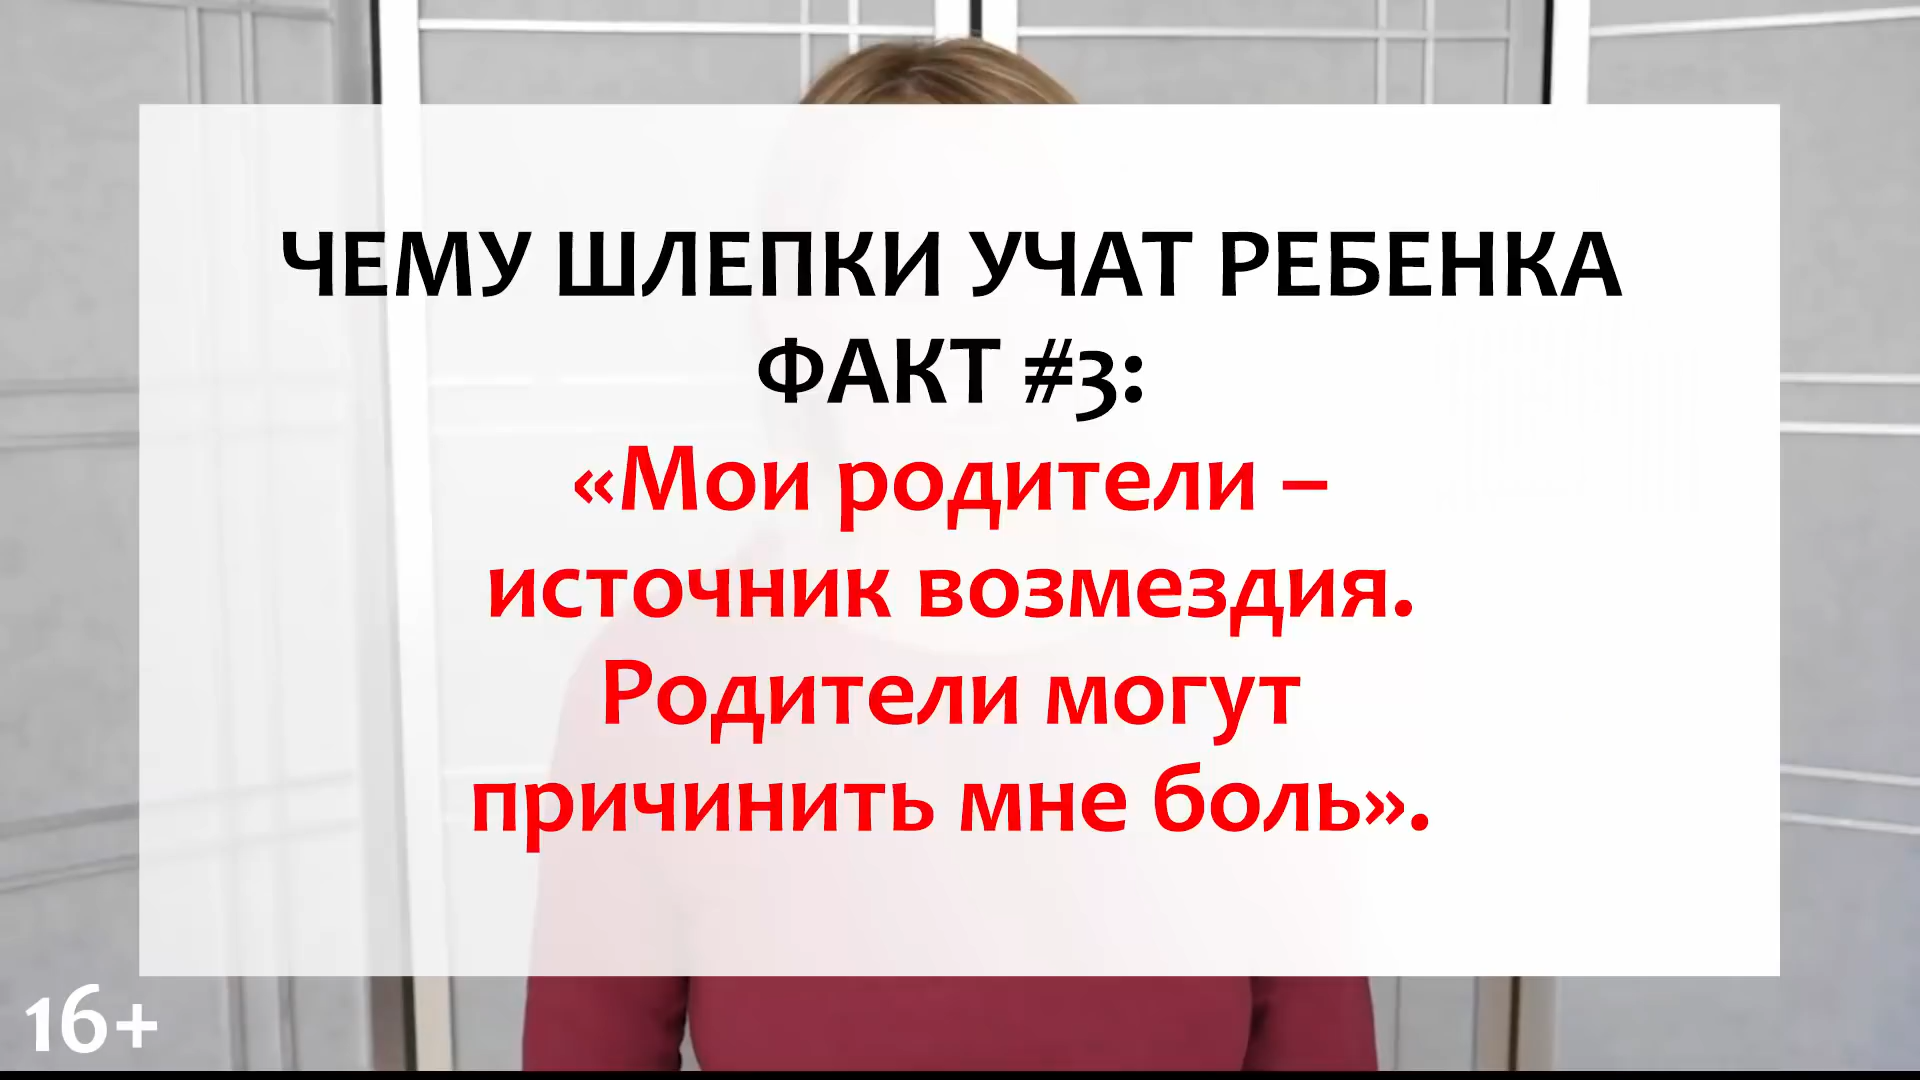 ЧЕМУ ШЛЕПКИ УЧАТ РЕБЕНКА
ФАКТ #3:
«Мои родители –
источник возмездия.
Родители могут
причинить мне боль».
16+